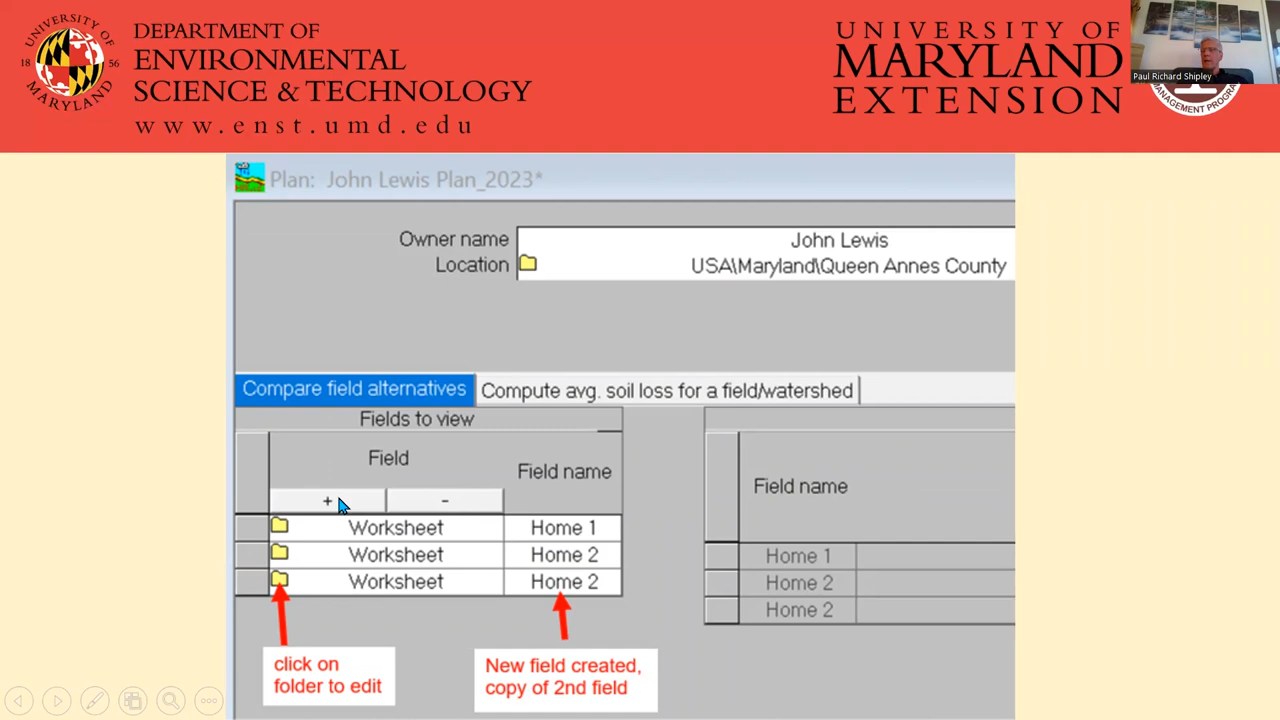 UNIVERSITY OF
MARYLAND
18 56
DEPARTMENT OF
ENVIRONMENTAL
SCIENCE & TECHNOLOGY
www.enst.umd.edu
UNIVERSITY OF
MARYLAND
EXTENSION
Paul Richard Shipley
MANAGEMENT PROGR
Plan: John Lewis Plan_2023*
Owner name John Lewis
Location USA\Maryland\Queen Annes County
Compare field alternatives Compute avg. soil loss for a field/watershed
Fields to view
Field Field name
+ -
Worksheet Home 1
Worksheet Home 2
Worksheet Home 2
Field name
Home 1
Home 2
Home 2
click on
folder to edit
New field created,
copy of 2nd field